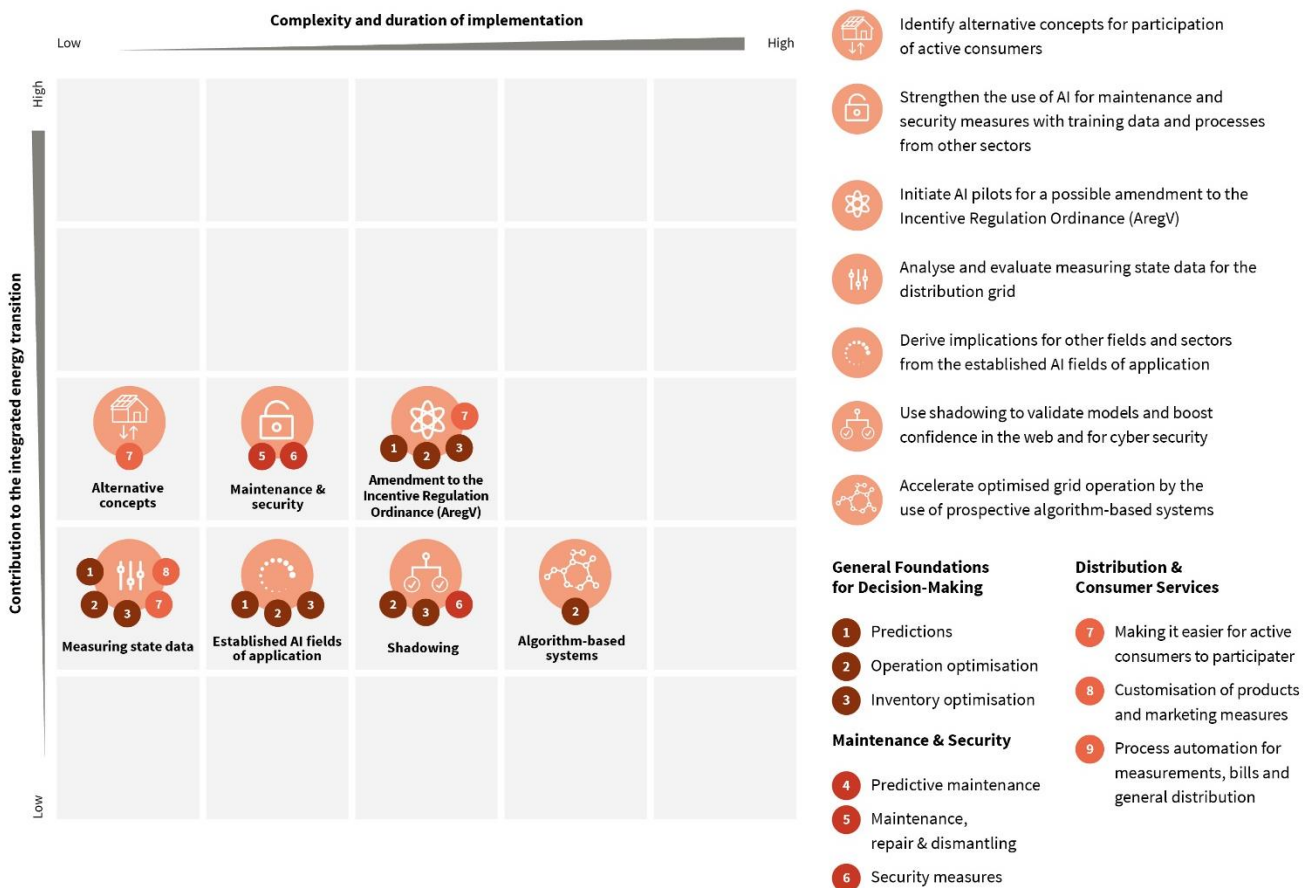 Complexity and duration of implementation
Low
High
Contribution to the integrated energy transition
High
Low
7
Alternative
concepts
5
6
Maintenance &
security
1
2
3
7
Amendment to the
Incentive Regulation
Ordinance (AregV)
1
2
3
7
8
Measuring state data
1
2
3
Established AI fields
of application
2
3
6
Shadowing
2
Algorithm-based
systems
Identify alternative concepts for participation
of active consumers
Strengthen the use of AI for maintenance and
security measures with training data and processes
from other sectors
Initiate AI pilots for a possible amendment to the
Incentive Regulation Ordinance (AregV)
Analyse and evaluate measuring state data for the
distribution grid
Derive implications for other fields and sectors
from the established AI fields of application
Use shadowing to validate models and boost
confidence in the web and for cyber security
Accelerate optimised grid operation by the
use of prospective algorithm-based systems
General Foundations
for Decision-Making
1 Predictions
2 Operation optimisation
3 Inventory optimisation
Maintenance & Security
4 Predictive maintenance
5 Maintenance,
repair & dismantling
6 Security measures
Distribution &
Consumer Services
7 Making it easier for active
consumers to participater
8 Customisation of products
and marketing measures
9 Process automation for
measurements, bills and
general distribution